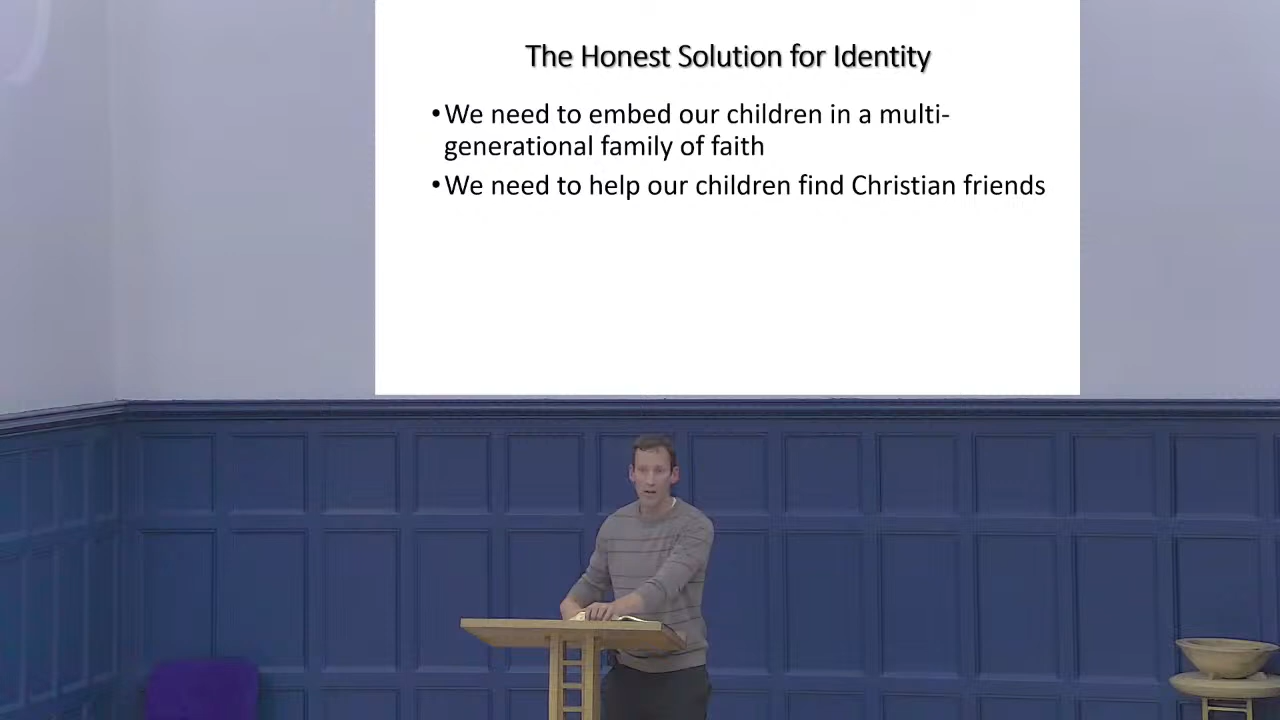 The Honest Solution for Identity
•We need to embed our children in a multi-
generational family of faith
•We need to help our children find Christian friends